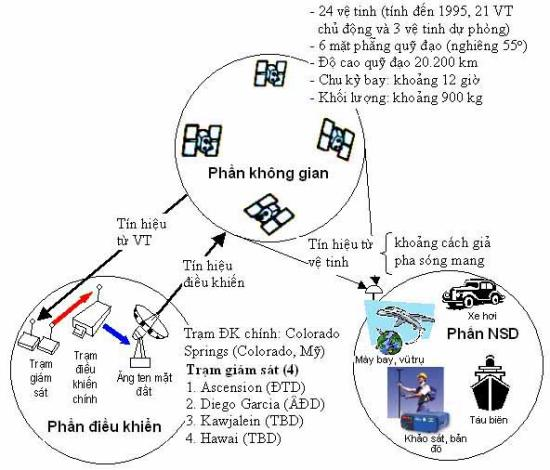 - 24 vệ tinh (tính đến 1995, 21 VT
chủ động và 3 vệ tinh dự phòng)
- 6 mặt phẳng quỹ đạo (nghiêng 55°)
- Độ cao quỹ đạo 20.200 km
- Chu kỳ bay: khoảng 12 giờ
- Khối lượng: khoảng 900 kg
Phần không gian
Tín hiệu
từ VT
Tín hiệu
điều khiển
Tín hiệu từ
vệ tinh
khoảng cách giả
pha sóng mang
Trạm
giám
sát
Trạm
điều
khiển
chính
Ăng ten mặt
đất
Phần điều khiển
Trạm ĐK chính: Colorado
Springs (Colorado, Mỹ)
Trạm giám sát (4)
1. Ascension (ĐTD)
2. Diego Garcia (ÂĐD)
3. Kawjalein (TBD)
4. Hawai (TBD)
Xe hơi
Phần NSD
Máy bay, vũ trụ
Tàu biển
Khảo sát, bản
đồ